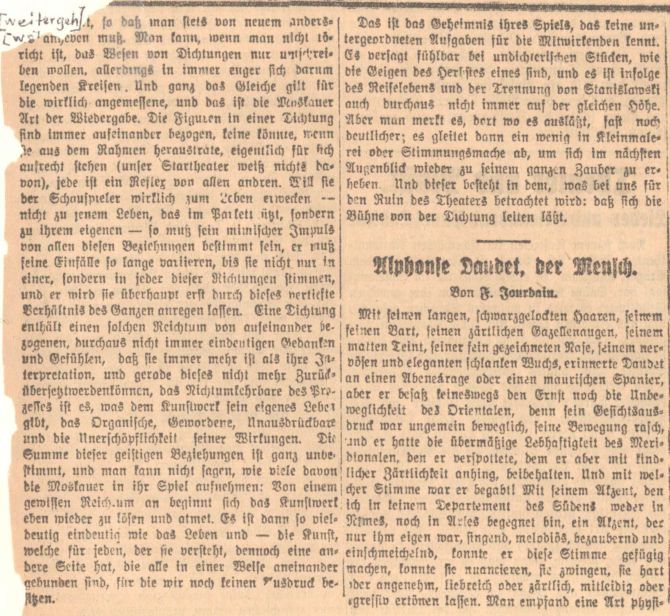 [weitergeh]t, so daß man stets von neuem anders-
[wo] anheben muß. Man kann, wenn man nicht tö-
richt ist, das Wesen von Dichtungen nur umschrei-
ben wollen, allerdings in immer enger sich darum
legenden Kreisen. Und ganz das Gleiche gilt für
die wirklich angemessene, und das ist die Moskauer
Art der Wiedergabe. Die Figuren in einer Dichtung
sind immer aufeinander bezogen, keine könnte, wenn
sie aus dem Rahmen herausträte, eigentlich für sich
aufrecht stehen (unser Startheater weiß nichts da-
von), jede ist ein Reflex von allen andren. Will sie
der Schauspieler wirklich zum Leben erwecken —
nicht zu jenem Leben, das im Parkett sitzt, sondern
zu ihrem eigenen — so muß sein mimischer Impuls
von allen diesen Beziehungen bestimmt sein, er muß
seine Einfälle so lange variieren, bis sie nicht nur in
einer, sondern in jeder dieser Richtungen stimmen,
und er wird sie überhaupt erst durch dieses vertiefte
Verhältnis des Ganzen anregen lassen. Eine Dichtung
enthält einen solchen Reichtum von aufeinander be-
zogenen, durchaus nicht immer eindeutigen Gedanken
und Gefühlen, daß sie immer mehr ist als ihre In-
terpretation, und gerade dieses nicht mehr Zurück-
übersetztwerdenkönnen, das Nichtumkehrbare des Pro-
zesses ist es, was dem Kunstwerk sein eigenes Leben
gibt, das Organische, Gewordene, Unausdrückbare
und die Unerschöpflichkeit seiner Wirkungen. Die
Summe dieser geistigen Beziehungen ist ganz unbe-
stimmt, und man kann nicht sagen, wie viele davon
die Moskauer in ihr Spiel aufnehmen: Von einem
gewissen Reichtum an beginnt sich das Kunstwerk
eben wieder zu lösen und atmet. Es ist dann so viel-
deutig eindeutig wie das Leben und — die Kunst,
welche für jeden, der sie versteht, dennoch eine an-
dere Seite hat, die alle in einer Weise aneinander
gebunden sind, für die wir noch keinen Ausdruck be-
sitzen.
Das ist das Geheimnis ihres Spiels, das keine un-
tergeordneten Aufgaben für die Mitwirkenden kennt.
Es versagt fühlbar bei undichterischen Stücken, wie
die Geigen des Herbstes eines sind, und es ist infolge
des Reiselebens und der Trennung von Stanislawski
auch durchaus nicht immer auf der gleichen Höhe.
Aber man merkt es, dort wo es ausläßt, fast noch
deutlicher; es gleitet dann ein wenig in Kleinmale-
rei oder Stimmungsmache ab, um sich im nächsten
Augenblick wieder zu seinem ganzen Zauber zu er-
heben. Und dieser besteht in dem, was bei uns für
den Ruin des Theaters betrachtet wird: daß sich die
Bühne von der Dichtung leiten läßt.
Alphonse Daudet, der Mensch.
Von F. Jourdain.
Mit seinen langen, schwarzgelockten Haaren, seinem
feinen Bart, seinen zärtlichen Gazellenaugen, seinem
matten Teint, seiner fein gezeichneten Nase, seinem ner-
vösen und eleganten schlanken Wuchs, erinnerte Daudet
an einen Abencérage oder einen maurischen Spanier,
aber er besaß keineswegs den Ernst noch die Unbe-
weglichkeit des Orientalen, denn sein Gesichtsaus-
druck war ungemein beweglich, seine Bewegung rasch,
und er hatte die übermäßige Lebhaftigkeit des Meri-
dionalen, den er verspottete, dem er aber mit kind-
licher Zärtlichkeit anhing, beibehalten. Und mit wel-
cher Stimme war er begabt! Mit seinem Akzent, den
ich in keinem Departement des Südens weder in
Nimes, noch in Arles begegnet bin, ein Akzent, der
nur ihm eigen war, singend, melodiös, bezaubernd und
einschmeichelnd, konnte er diese Stimme gefügig
machen, konnte sie nuancieren, sie zwingen, sie hart
oder angenehm, liebreich oder zärtlich, mitleidig oder
agressiv ertönen lassen. Man empfand eine Art physi-